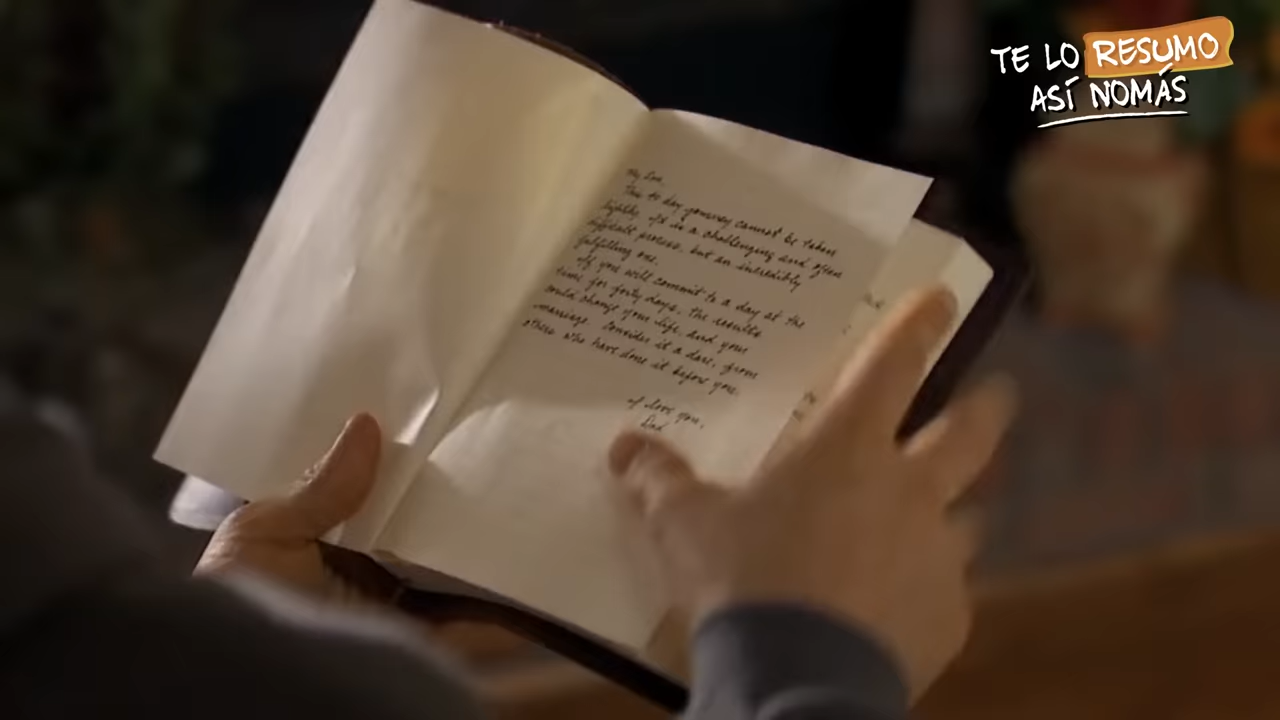 TE LO RESUMO
ASÍ NOMÁS
My Son,
This 40 day journey cannot be taken
lightly. It is a challenging and often
difficult process, but an incredibly
fulfilling one.
If you will commit to a day at the
time for forty days, the results
could change your life and your
marriage. Consider it a dare, from
others who have done it before you.
I love you,
Dad